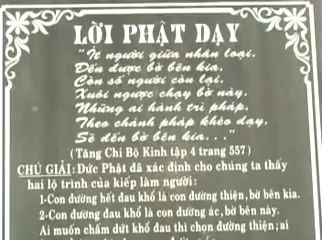 LỜI PHẬT DẠY
"Ít người giữa nhân loại,
Đến được bờ bên kia.
Còn số người còn lại,
Xuôi ngược chạy bờ này.
Những ai hành trì pháp,
Theo chánh pháp khéo dạy.
Sẽ đến bờ bên kia..."
(Tăng Chi Bộ Kinh tập 4 trang 557)
CHÚ GIẢI: Đức Phật đã xác định cho chúng ta thấy
hai lộ trình của kiếp làm người:
1-Con đường hết đau khổ là con đường thiện, bờ bên kia.
2-Con đường đau khổ là con đường ác, bờ bên này.
Ai muốn chấm dứt khổ đau thì chọn đường thiện; ai